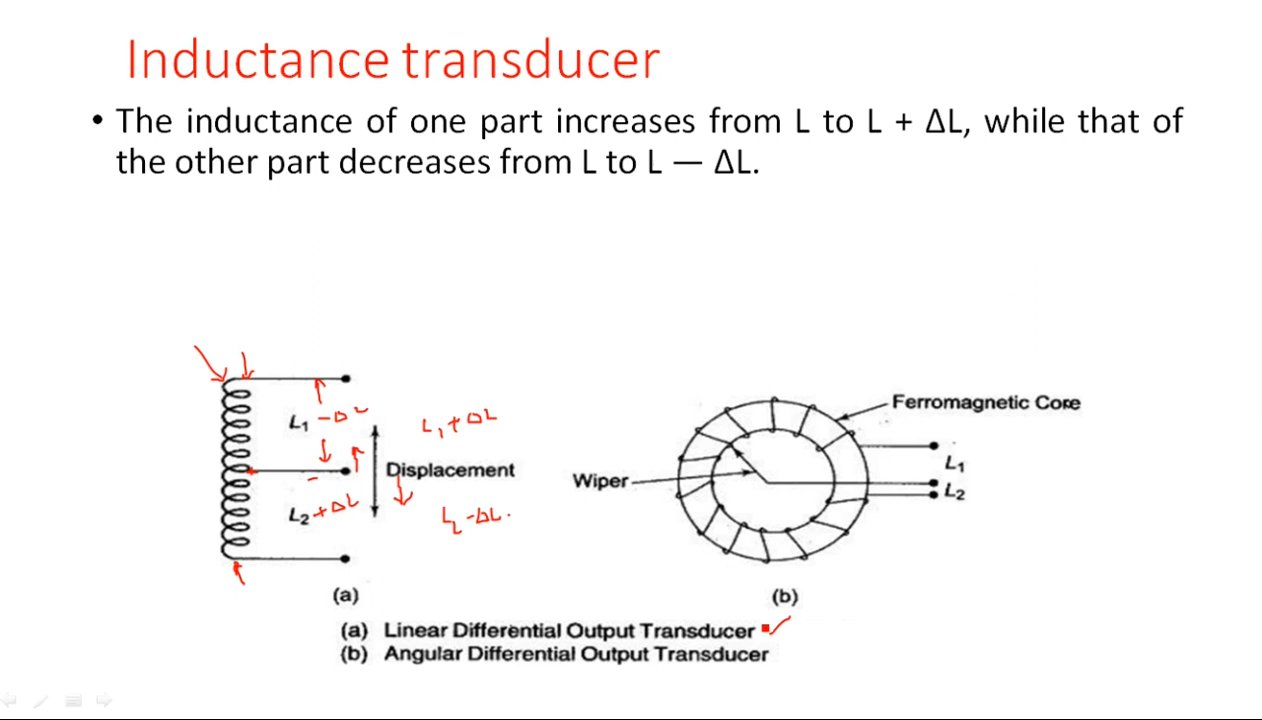 Inductance transducer
• The inductance of one part increases from L to L + ΔL, while that of
the other part decreases from L to L — ΔL.
L₁ - ΔL
L₁ + ΔL
Displacement
L₂ + ΔL
L₂ - ΔL.
(a)
Ferromagnetic Core
Wiper
L₁
L₂
(b)
(a) Linear Differential Output Transducer
(b) Angular Differential Output Transducer